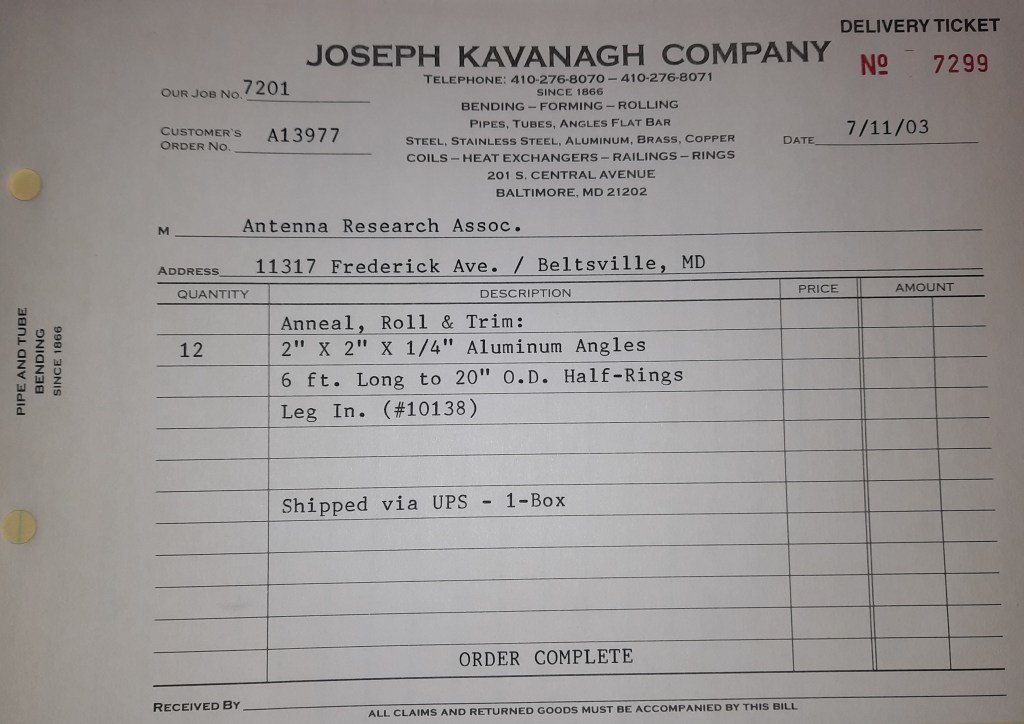 DELIVERY TICKET
JOSEPH KAVANAGH COMPANY
Nº 7299
TELEPHONE: 410-276-8070 – 410-276-8071
SINCE 1866
OUR JOB NO. 7201
BENDING – FORMING – ROLLING
PIPES, TUBES, ANGLES FLAT BAR
CUSTOMER'S ORDER NO. A13977
DATE 7/11/03
STEEL, STAINLESS STEEL, ALUMINUM, BRASS, COPPER
COILS – HEAT EXCHANGERS – RAILINGS – RINGS
201 S. CENTRAL AVENUE
BALTIMORE, MD 21202
M Antenna Research Assoc.
ADDRESS 11317 Frederick Ave. / Beltsville, MD
QUANTITY DESCRIPTION PRICE AMOUNT
Anneal, Roll & Trim:
12 2" X 2" X 1/4" Aluminum Angles
6 ft. Long to 20" O.D. Half-Rings
Leg In. (#10138)
Shipped via UPS - 1-Box
ORDER COMPLETE
RECEIVED BY
ALL CLAIMS AND RETURNED GOODS MUST BE ACCOMPANIED BY THIS BILL
PIPE AND TUBE
BENDING
SINCE 1866